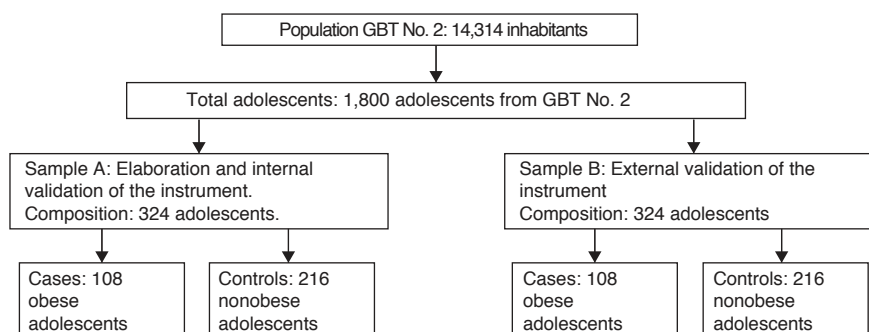 Population GBT No. 2: 14,314 inhabitants
Total adolescents: 1,800 adolescents from GBT No. 2
Sample A: Elaboration and internal
validation of the instrument.
Composition: 324 adolescents.
Sample B: External validation of the
instrument
Composition: 324 adolescents
Cases: 108
obese
adolescents
Controls: 216
nonobese
adolescents
Cases: 108
obese
adolescents
Controls: 216
nonobese
adolescents